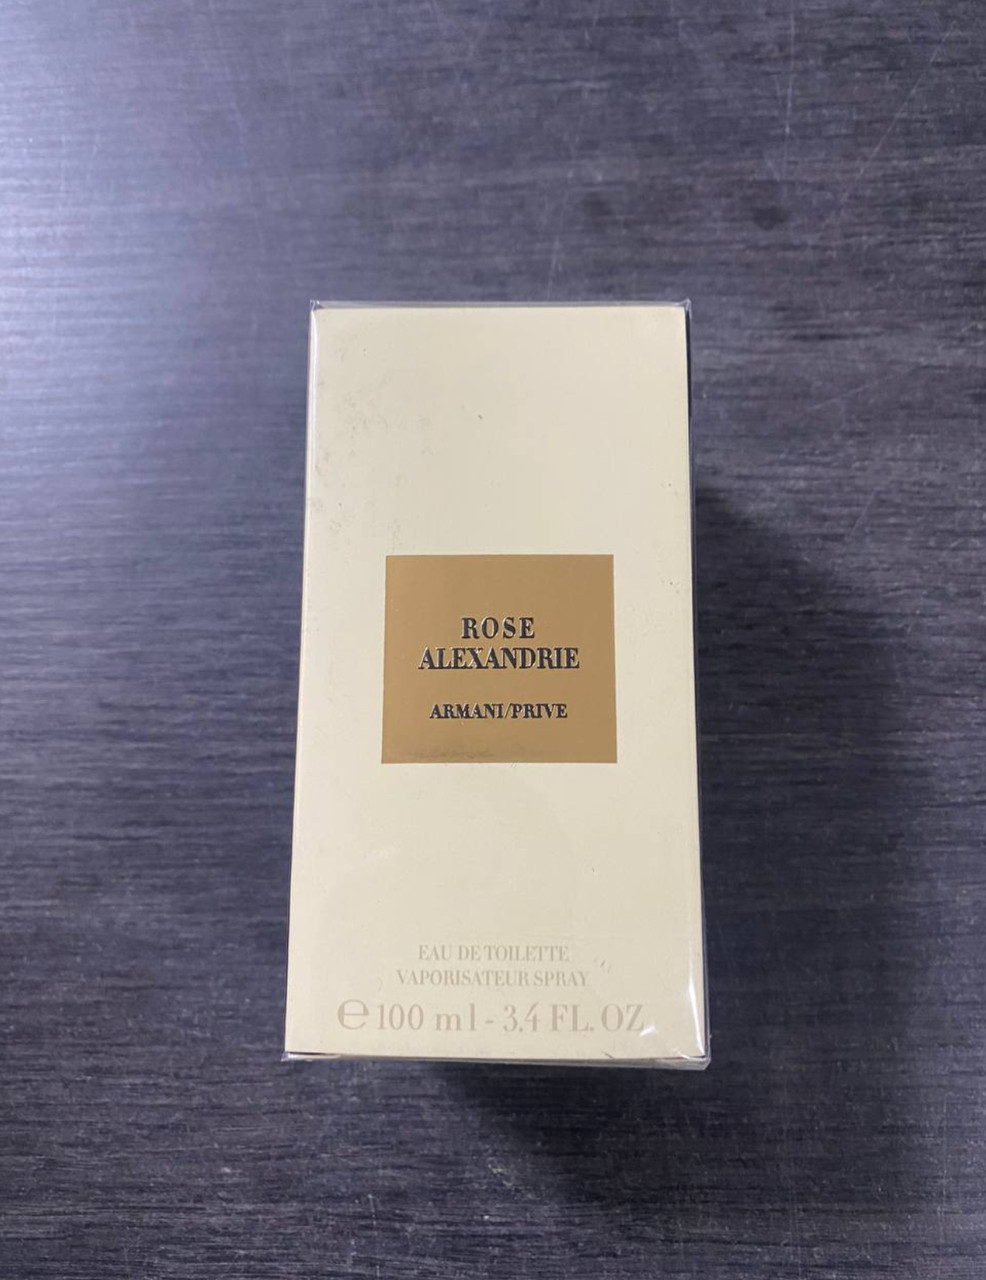 ROSE
ALEXANDRIE
ARMANI/PRIVE
EAU DE TOILETTE
VAPORISATEUR SPRAY
℮ 100 ml - 3.4 FL. OZ